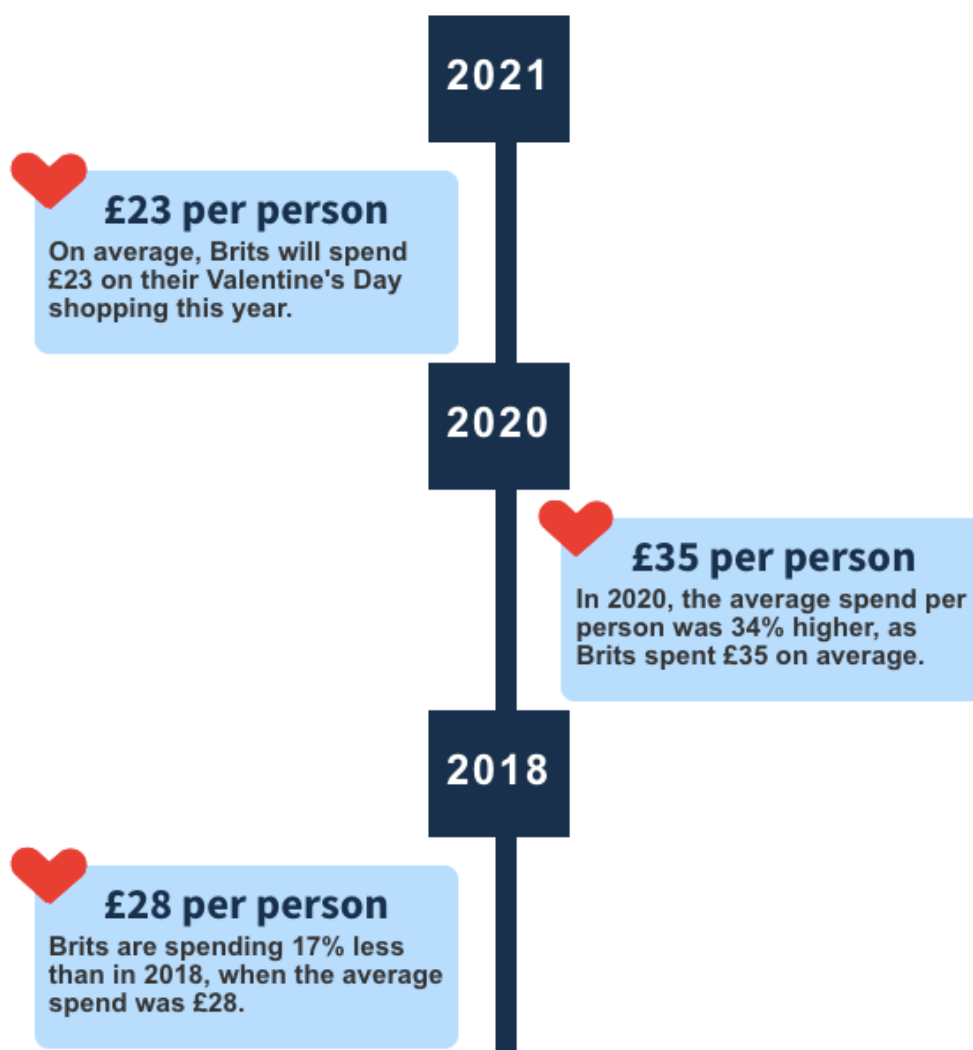 2021
£23 per person
On average, Brits will spend
£23 on their Valentine's Day
shopping this year.
2020
£35 per person
In 2020, the average spend per
person was 34% higher, as
Brits spent £35 on average.
2018
£28 per person
Brits are spending 17% less
than in 2018, when the average
spend was £28.